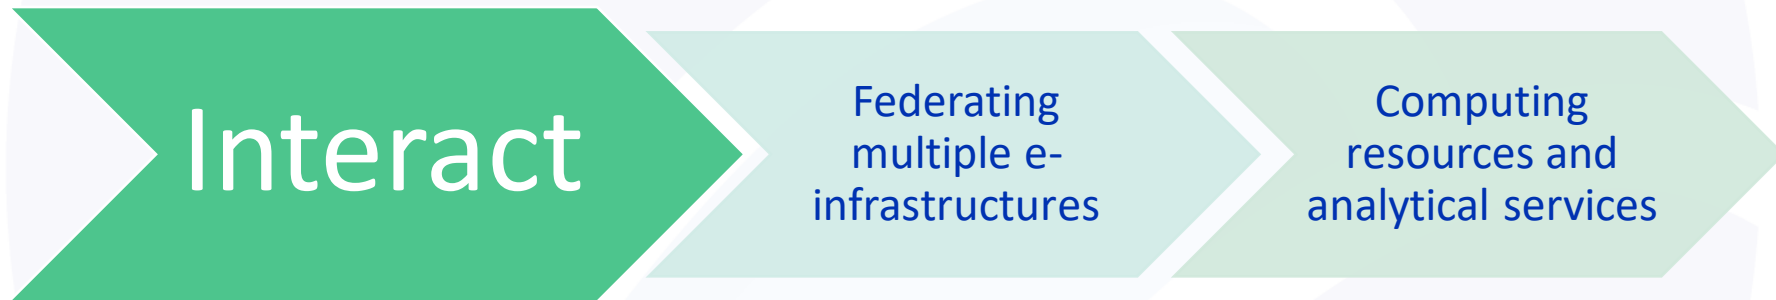 Interact
Federating
multiple e-
infrastructures
Computing
resources and
analytical services